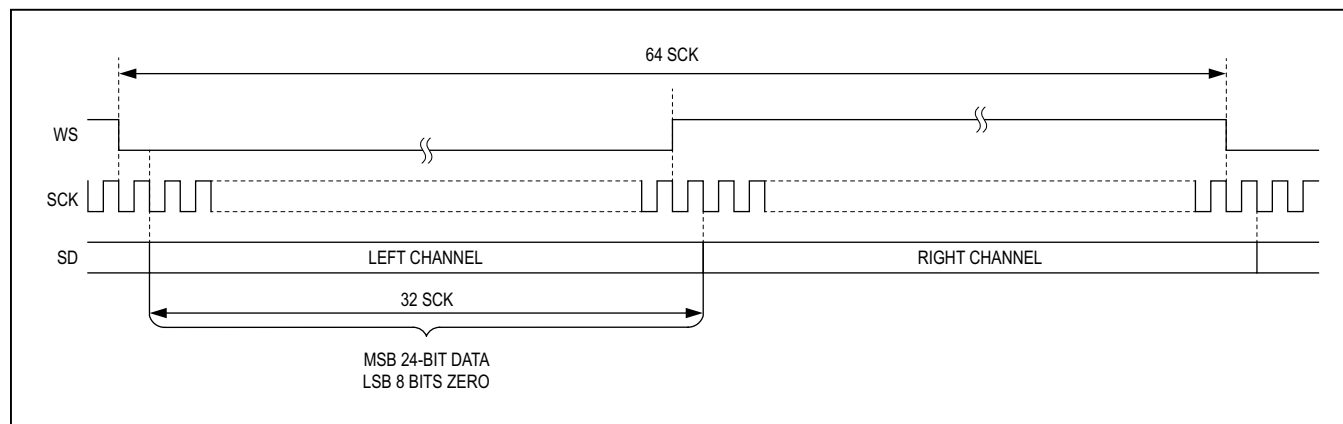 64 SCK
WS
SCK
SD
LEFT CHANNEL
RIGHT CHANNEL
32 SCK
MSB 24-BIT DATA
LSB 8 BITS ZERO